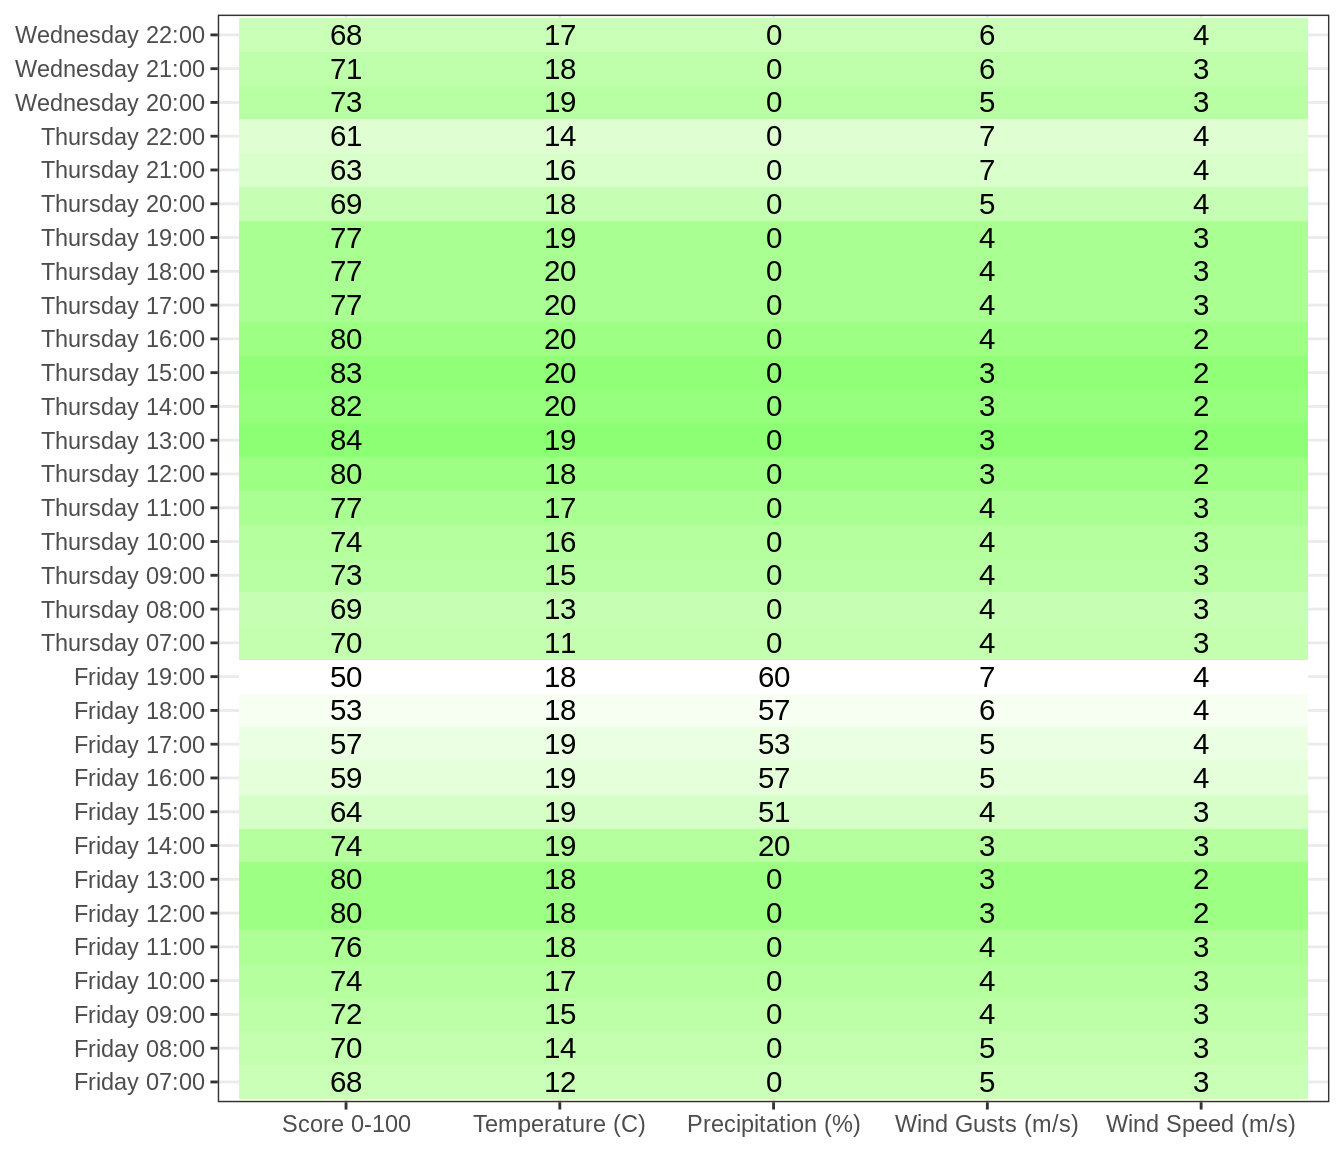 Wednesday 22:00 68 17 0 6 4
Wednesday 21:00 71 18 0 6 3
Wednesday 20:00 73 19 0 5 3
Thursday 22:00 61 14 0 7 4
Thursday 21:00 63 16 0 7 4
Thursday 20:00 69 18 0 5 4
Thursday 19:00 77 19 0 4 3
Thursday 18:00 77 20 0 4 3
Thursday 17:00 77 20 0 4 3
Thursday 16:00 80 20 0 4 2
Thursday 15:00 83 20 0 3 2
Thursday 14:00 82 20 0 3 2
Thursday 13:00 84 19 0 3 2
Thursday 12:00 80 18 0 3 2
Thursday 11:00 77 17 0 4 3
Thursday 10:00 74 16 0 4 3
Thursday 09:00 73 15 0 4 3
Thursday 08:00 69 13 0 4 3
Thursday 07:00 70 11 0 4 3
Friday 19:00 50 18 60 7 4
Friday 18:00 53 18 57 6 4
Friday 17:00 57 19 53 5 4
Friday 16:00 59 19 57 5 4
Friday 15:00 64 19 51 4 3
Friday 14:00 74 19 20 3 3
Friday 13:00 80 18 0 3 2
Friday 12:00 80 18 0 3 2
Friday 11:00 76 18 0 4 3
Friday 10:00 74 17 0 4 3
Friday 09:00 72 15 0 4 3
Friday 08:00 70 14 0 5 3
Friday 07:00 68 12 0 5 3
Score 0-100 Temperature (C) Precipitation (%) Wind Gusts (m/s) Wind Speed (m/s)